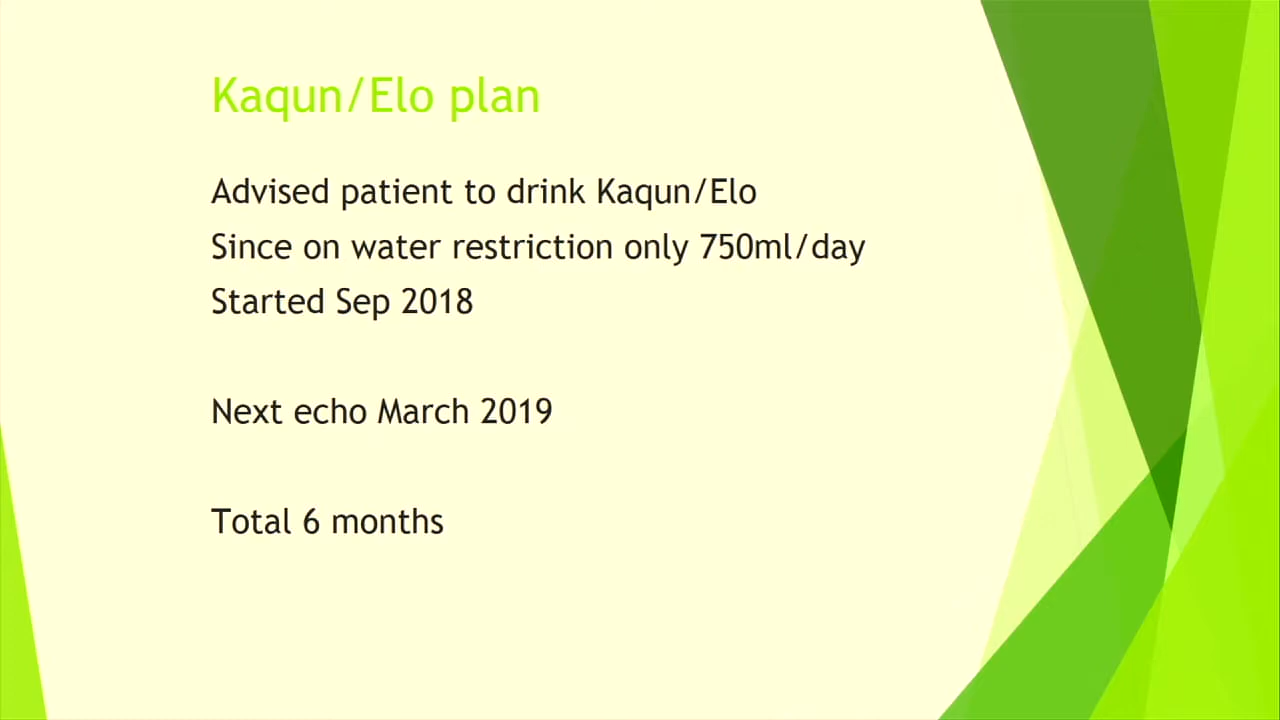 Kaqun/Elo plan
Advised patient to drink Kaqun/Elo
Since on water restriction only 750ml/day
Started Sep 2018
Next echo March 2019
Total 6 months